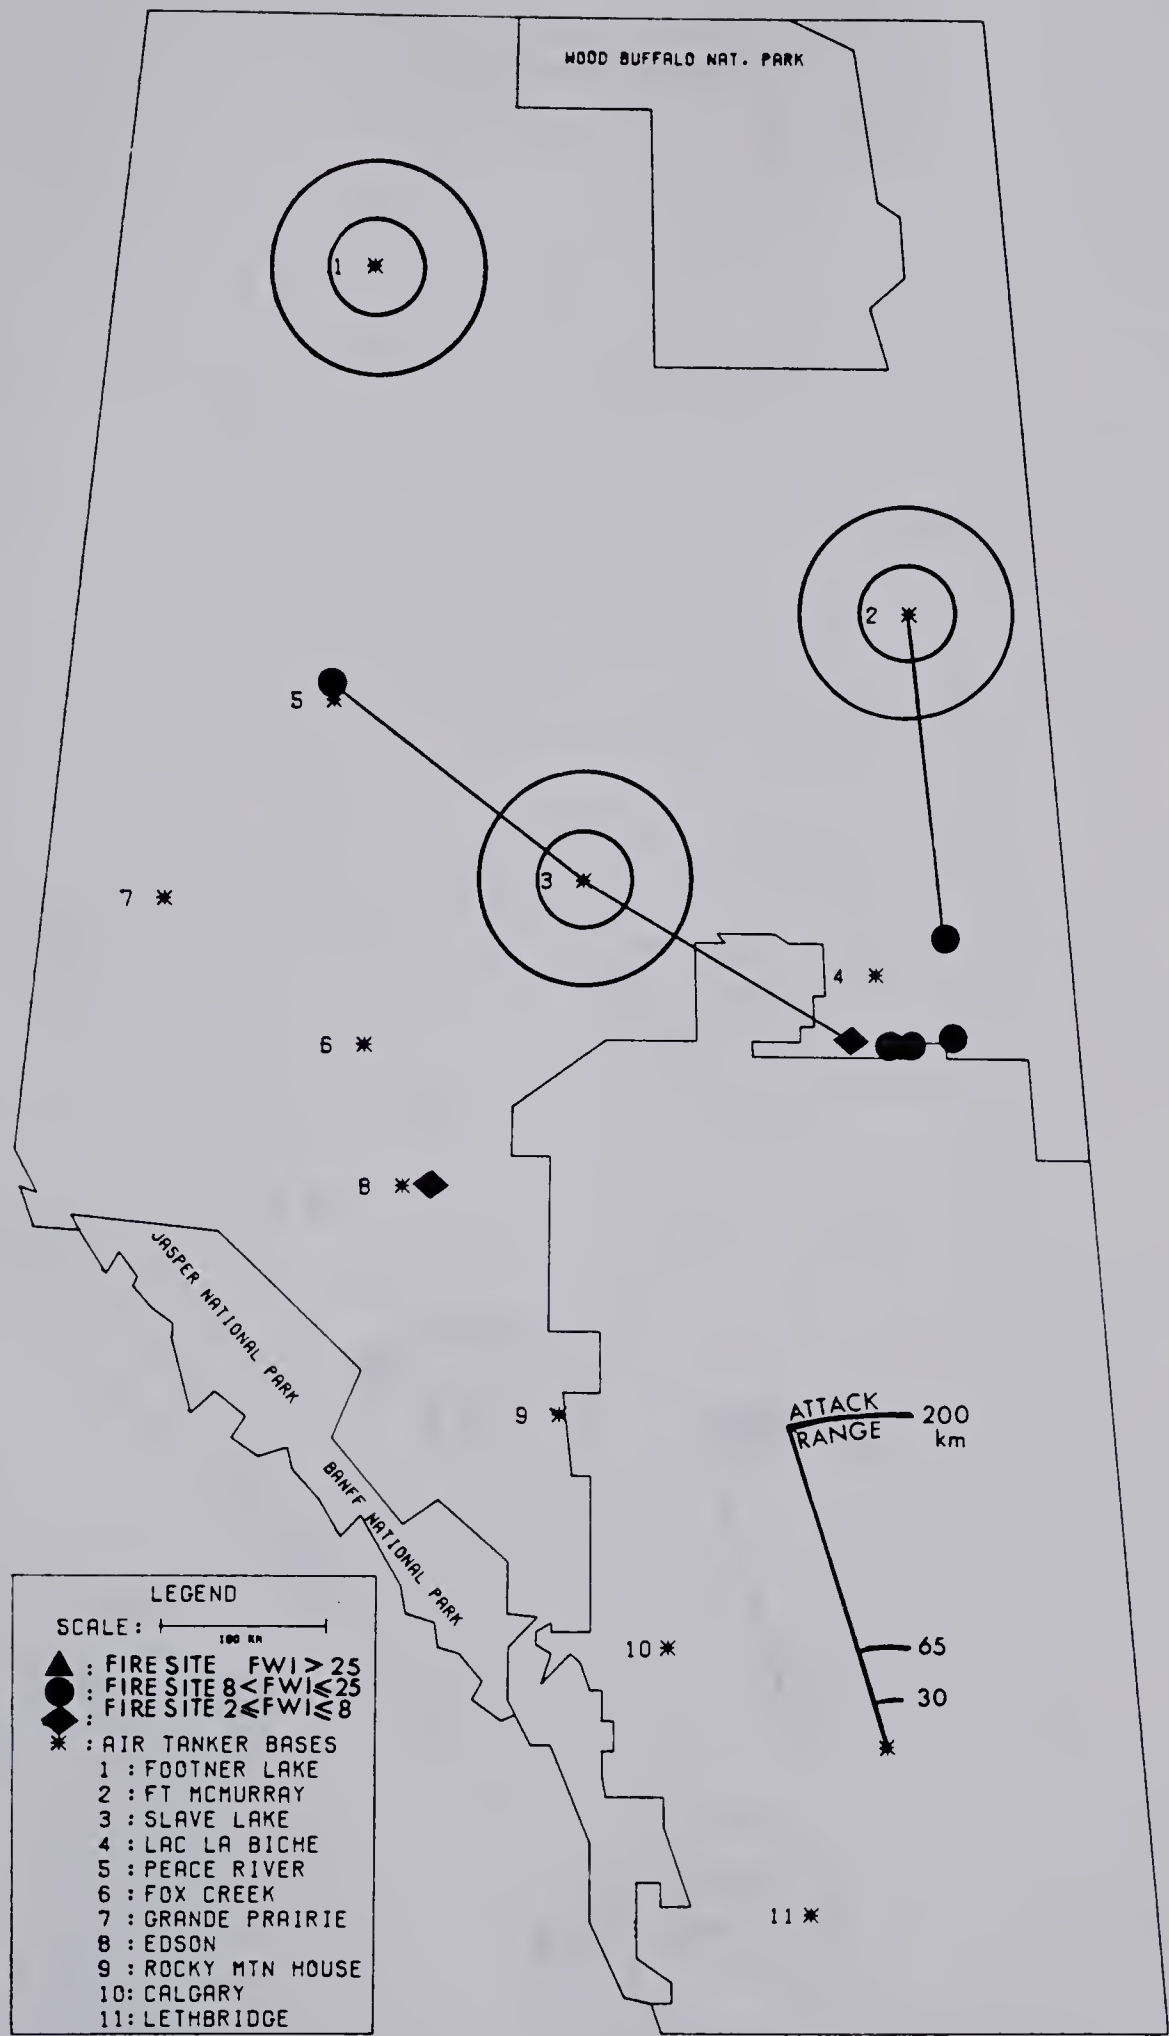 WOOD BUFFALO NAT. PARK
1
2
5
3
7
4
6
8
JASPER NATIONAL PARK
9
ATTACK
RANGE
200
km
BANFF NATIONAL PARK
LEGEND
SCALE:
100 KM
: FIRE SITE FWI > 25
: FIRE SITE 8 < FWI ≤ 25
: FIRE SITE 2 ≤ FWI ≤ 8
: AIR TANKER BASES
1 : FOOTNER LAKE
2 : FT MCMURRAY
3 : SLAVE LAKE
4 : LAC LA BICHE
5 : PEACE RIVER
6 : FOX CREEK
7 : GRANDE PRAIRIE
8 : EDSON
9 : ROCKY MTN HOUSE
10: CALGARY
11: LETHBRIDGE
10
65
30
11